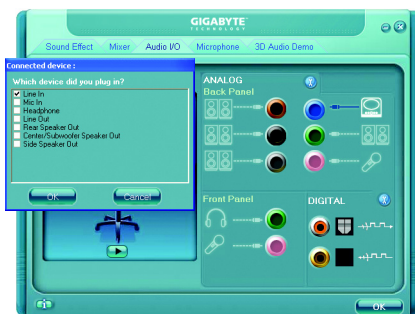 GIGABYTE
TECHNOLOGY
Sound Effect Mixer Audio I/O Microphone 3D Audio Demo
Connected device :
Which device did you plug in?
Line In
Mic In
Headphone
Line Out
Rear Speaker Out
Center/Subwoofer Speaker Out
Side Speaker Out
OK Cancel
ANALOG
Back Panel
Front Panel
DIGITAL
OK